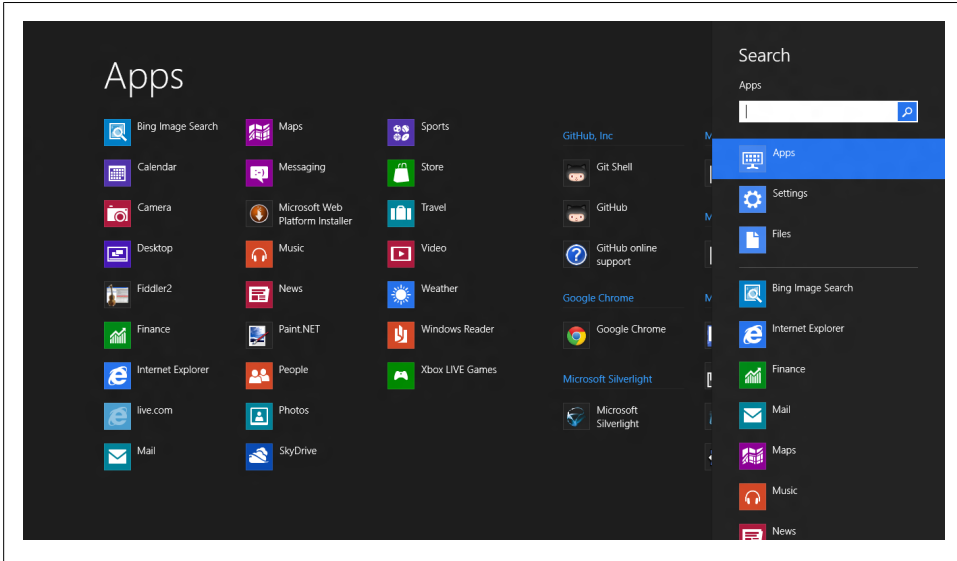 Apps
Bing Image Search
Calendar
Camera
Desktop
Fiddler2
Finance
Internet Explorer
live.com
Mail
Maps
Messaging
Microsoft Web
Platform Installer
Music
News
Paint.NET
People
Photos
SkyDrive
Sports
Store
Travel
Video
Weather
Windows Reader
Xbox LIVE Games
GitHub, Inc
Git Shell
GitHub
GitHub online
support
Google Chrome
Google Chrome
Microsoft Silverlight
Microsoft
Silverlight
M
M
M
Search
Apps
Apps
Settings
Files
Bing Image Search
Internet Explorer
Finance
Mail
Maps
Music
News